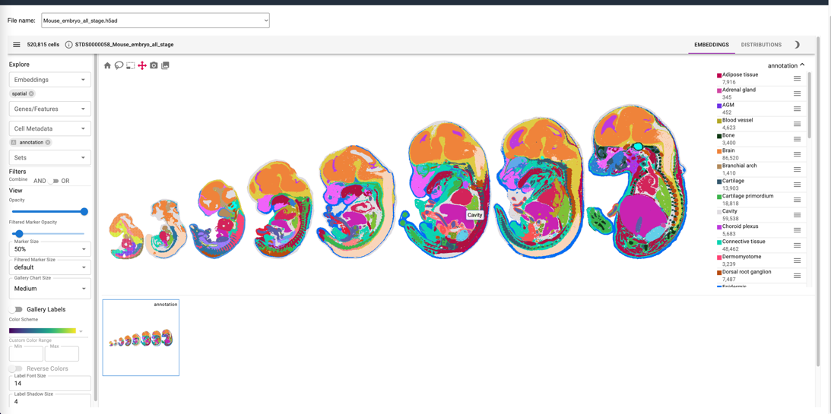 File name: Mouse_embryo_all_stage.h5ad
520,815 cells STDS0000058_Mouse_embryo_all_stage EMBEDDINGS DISTRIBUTIONS
Explore
Embeddings
spatial
Genes/Features
Cell Metadata
annotation
Sets
Filters
Combine AND OR
View
Opacity
Filtered Marker Opacity
Marker Size
50%
Filtered Marker Size
default
Gallery Chart Size
Medium
Gallery Labels
Color Scheme
Custom Color Range
Min Max
Reverse Colors
Label Font Size
14
Label Shadow Size
4
Cavity
annotation
Adipose tissue
7,916
Adrenal gland
345
AGM
452
Blood vessel
4,623
Bone
3,400
Brain
86,520
Branchial arch
1,410
Cartilage
13,902
Cartilage primordium
18,818
Cavity
59,538
Choroid plexus
5,683
Connective tissue
48,462
Dermomyotome
3,239
Dorsal root ganglion
7,487
Epidermis
annotation